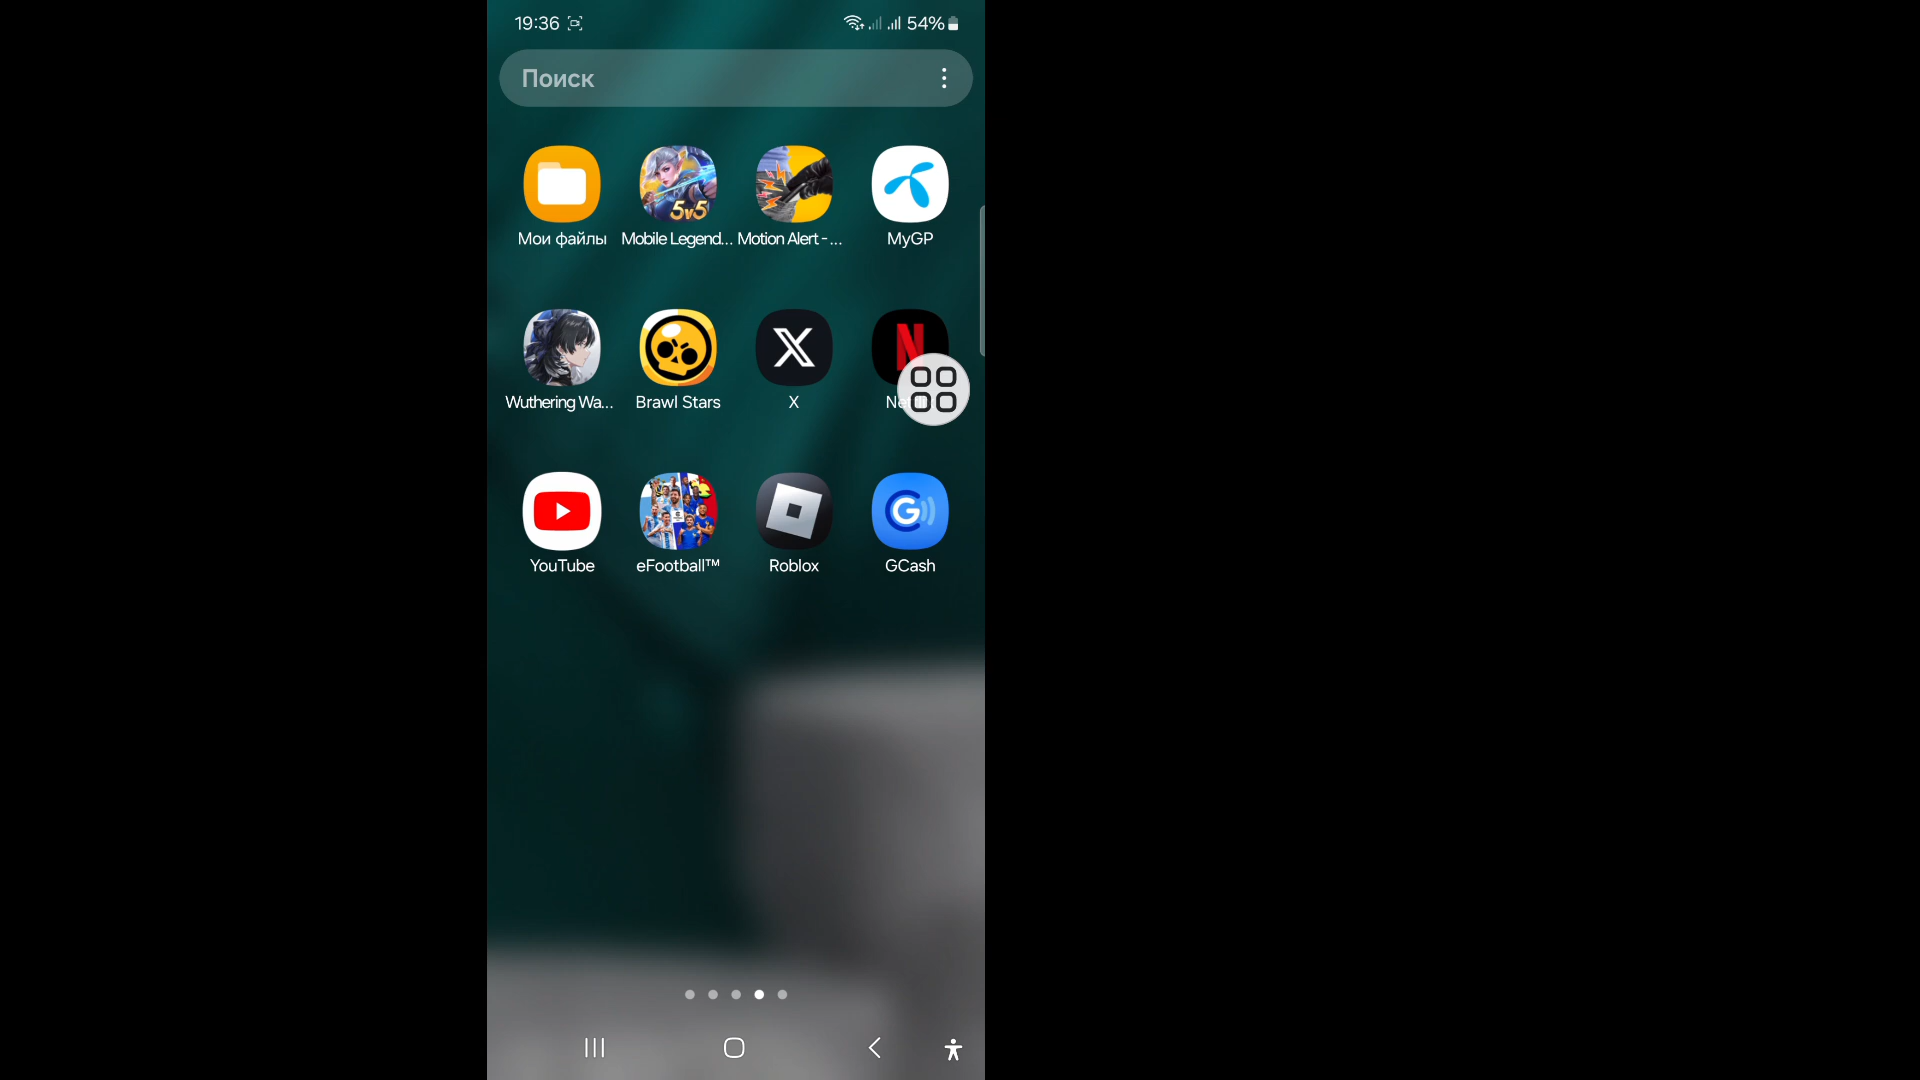 19:36 54%
Поиск
5v5
Мои файлы Mobile Legend... Motion Alert - ... MyGP
N
Wuthering Wa... Brawl Stars X
G
YouTube eFootball™ Roblox GCash